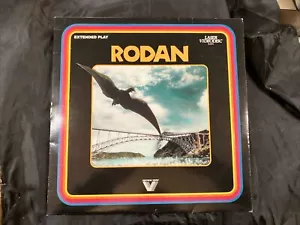 EXTENDED PLAY
LASER
VIDEODISC
RODAN
V